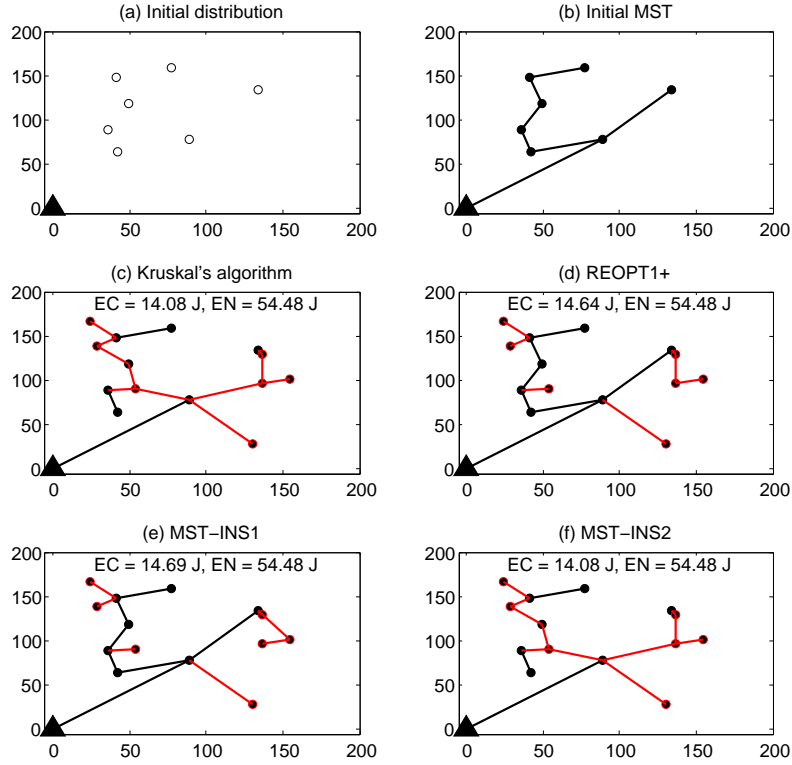 (a) Initial distribution
200
150
100
50
0
0 50 100 150 200
(b) Initial MST
200
150
100
50
0
0 50 100 150 200
(c) Kruskal's algorithm
EC = 14.08 J, EN = 54.48 J
200
150
100
50
0
0 50 100 150 200
(d) REOPT1+
EC = 14.64 J, EN = 54.48 J
200
150
100
50
0
0 50 100 150 200
(e) MST−INS1
EC = 14.69 J, EN = 54.48 J
200
150
100
50
0
0 50 100 150 200
(f) MST−INS2
EC = 14.08 J, EN = 54.48 J
200
150
100
50
0
0 50 100 150 200